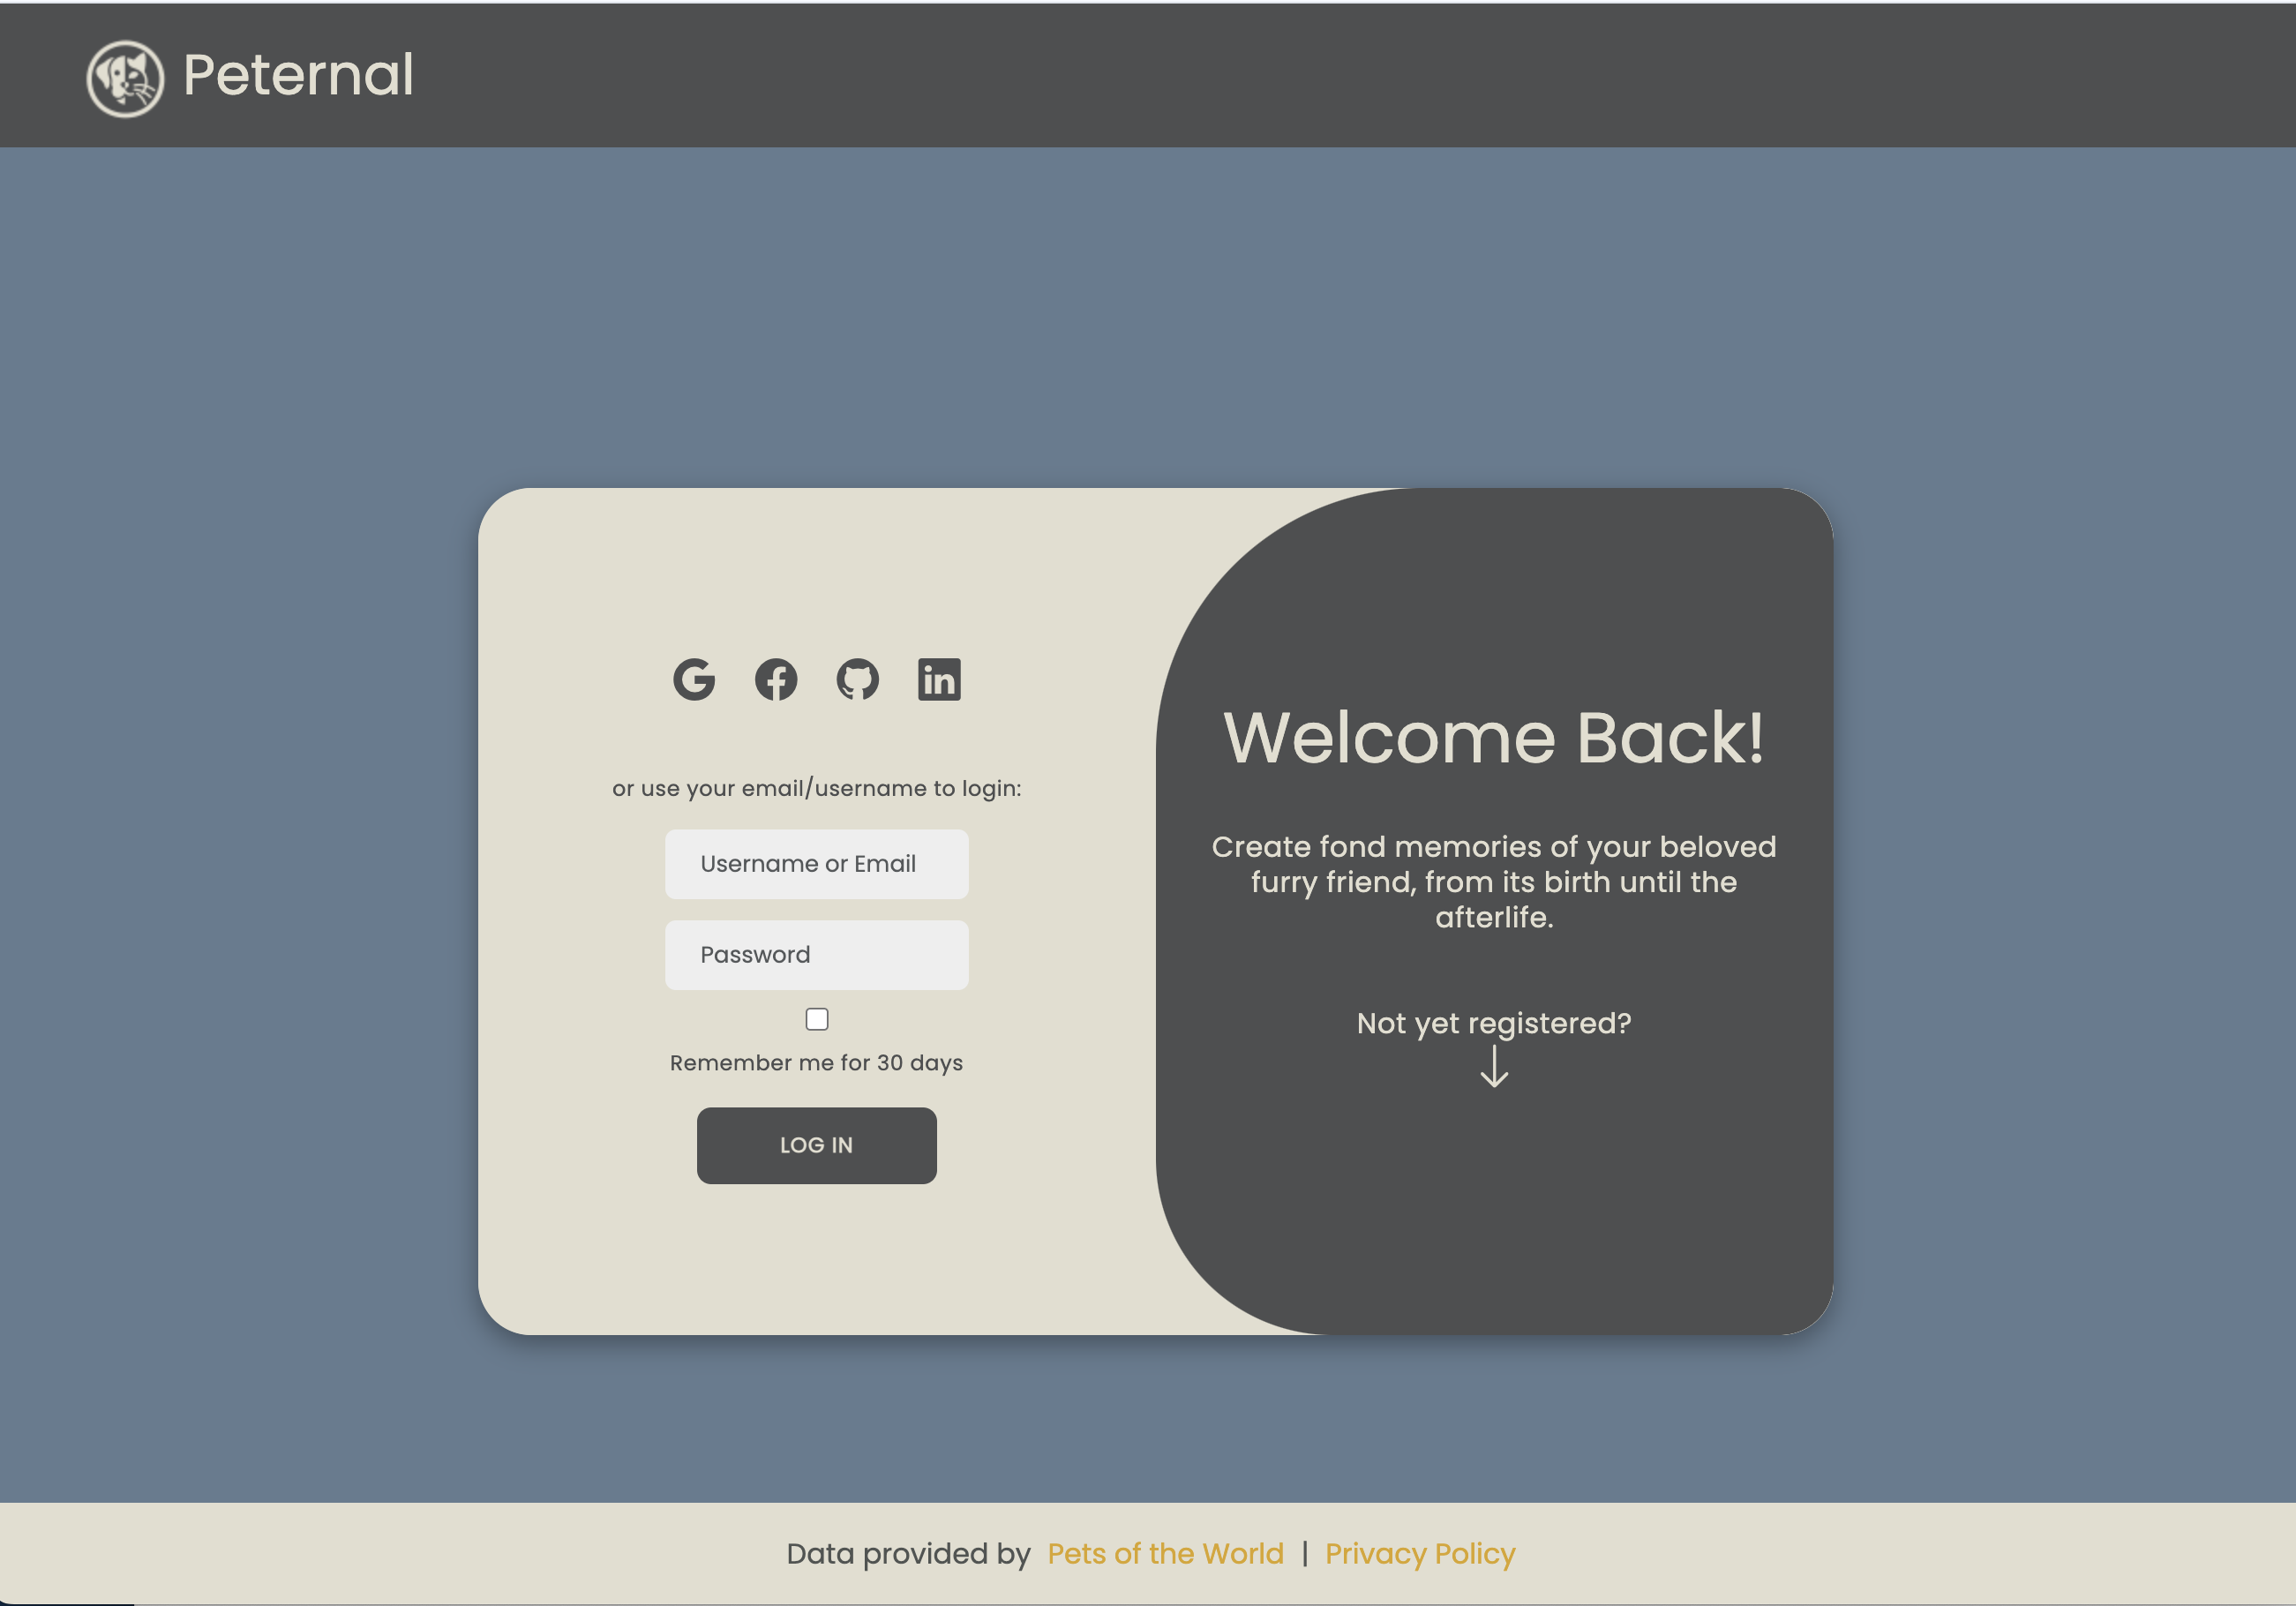 Peternal
or use your email/username to login:
Username or Email
Password
Remember me for 30 days
LOG IN
Welcome Back!
Create fond memories of your beloved
furry friend, from its birth until the
afterlife.
Not yet registered?
Data provided by Pets of the World | Privacy Policy